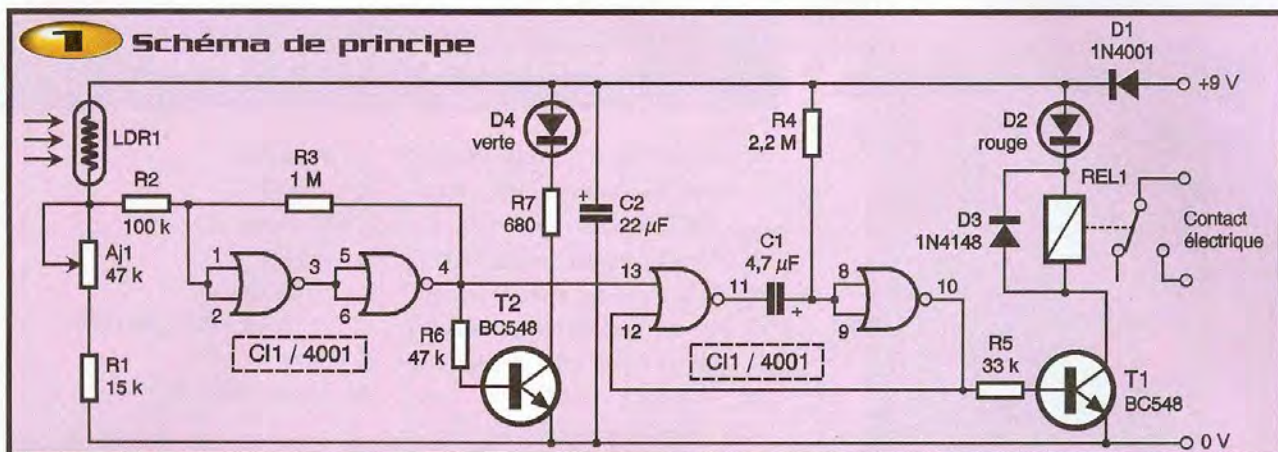 1 Schéma de principe
D1
1N4001
+9 V
LDR1
R2
100 k
R3
1 M
Aj1
47 k
R1
15 k
1
2
3
5
6
4
CI1 / 4001
D4
verte
R7
680
+
C2
22 µF
T2
BC548
R6
47 k
R4
2,2 M
13
12
11
C1
4,7 µF
+
8
9
10
CI1 / 4001
D2
rouge
REL1
D3
1N4148
Contact
électrique
R5
33 k
T1
BC548
0 V